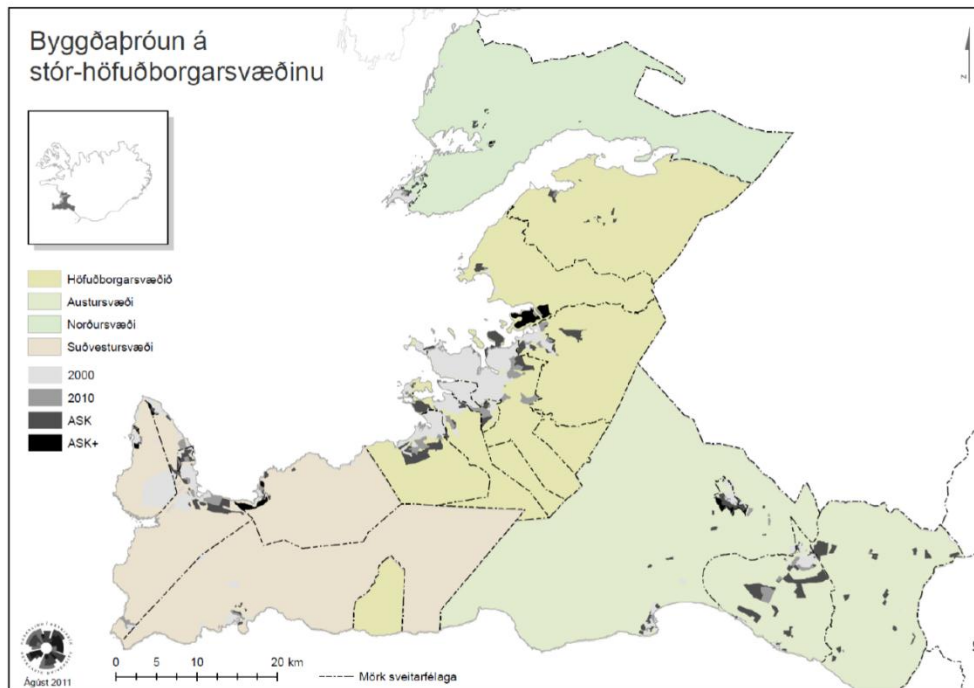 Byggðaþróun á
stór-höfuðborgarsvæðinu
z
Höfuðborgarsvæðið
Austursvæði
Norðursvæði
Suðvestursvæði
2000
2010
ASK
ASK+
Ágúst 2011
0 5 10 20 km
Mörk sveitarfélaga